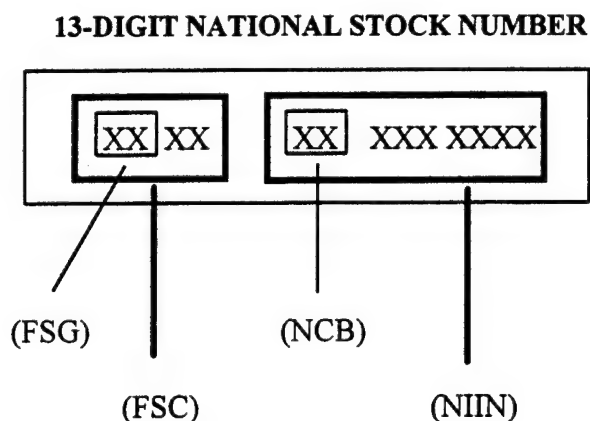 13-DIGIT NATIONAL STOCK NUMBER
XX XX XX XXX XXXX
(FSG) (NCB)
(FSC) (NIIN)